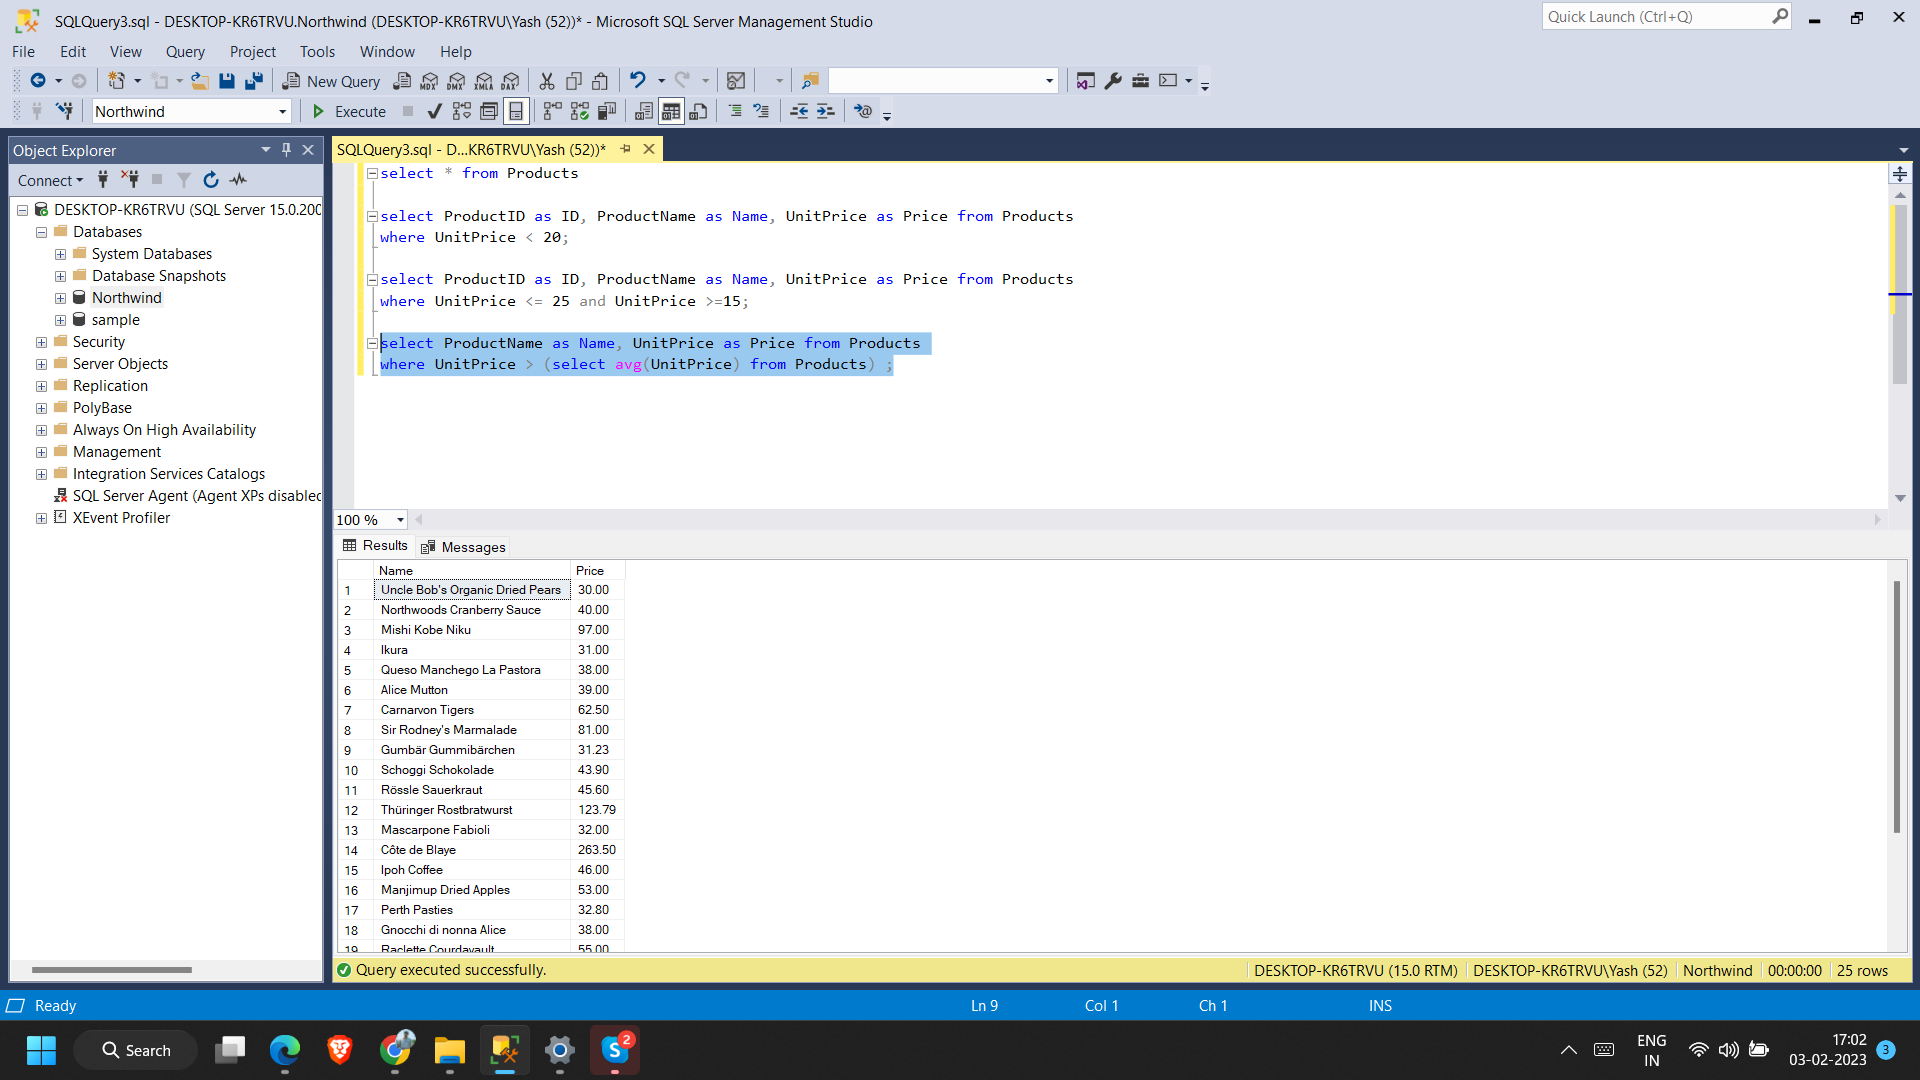 SQLQuery3.sql - DESKTOP-KR6TRVU.Northwind (DESKTOP-KR6TRVU\Yash (52))* - Microsoft SQL Server Management Studio
Quick Launch (Ctrl+Q)
File Edit View Query Project Tools Window Help
New Query MDX DMX XMLA DAX
Northwind Execute
Object Explorer
Connect
DESKTOP-KR6TRVU (SQL Server 15.0.200
Databases
System Databases
Database Snapshots
Northwind
sample
Security
Server Objects
Replication
PolyBase
Always On High Availability
Management
Integration Services Catalogs
SQL Server Agent (Agent XPs disabled
XEvent Profiler
SQLQuery3.sql - D...KR6TRVU\Yash (52))*
select * from Products
select ProductID as ID, ProductName as Name, UnitPrice as Price from Products
where UnitPrice < 20;
select ProductID as ID, ProductName as Name, UnitPrice as Price from Products
where UnitPrice <= 25 and UnitPrice >=15;
select ProductName as Name, UnitPrice as Price from Products
where UnitPrice > (select avg(UnitPrice) from Products) ;
100 %
Results Messages
Name Price
1 Uncle Bob's Organic Dried Pears 30.00
2 Northwoods Cranberry Sauce 40.00
3 Mishi Kobe Niku 97.00
4 Ikura 31.00
5 Queso Manchego La Pastora 38.00
6 Alice Mutton 39.00
7 Carnarvon Tigers 62.50
8 Sir Rodney's Marmalade 81.00
9 Gumbär Gummibärchen 31.23
10 Schoggi Schokolade 43.90
11 Rössle Sauerkraut 45.60
12 Thüringer Rostbratwurst 123.79
13 Mascarpone Fabioli 32.00
14 Côte de Blaye 263.50
15 Ipoh Coffee 46.00
16 Manjimup Dried Apples 53.00
17 Perth Pasties 32.80
18 Gnocchi di nonna Alice 38.00
19 Raclette Courdavault 55.00
Query executed successfully. DESKTOP-KR6TRVU (15.0 RTM) DESKTOP-KR6TRVU\Yash (52) Northwind 00:00:00 25 rows
Ready Ln 9 Col 1 Ch 1 INS
Search
2
ENG
IN
17:02
03-02-2023
3